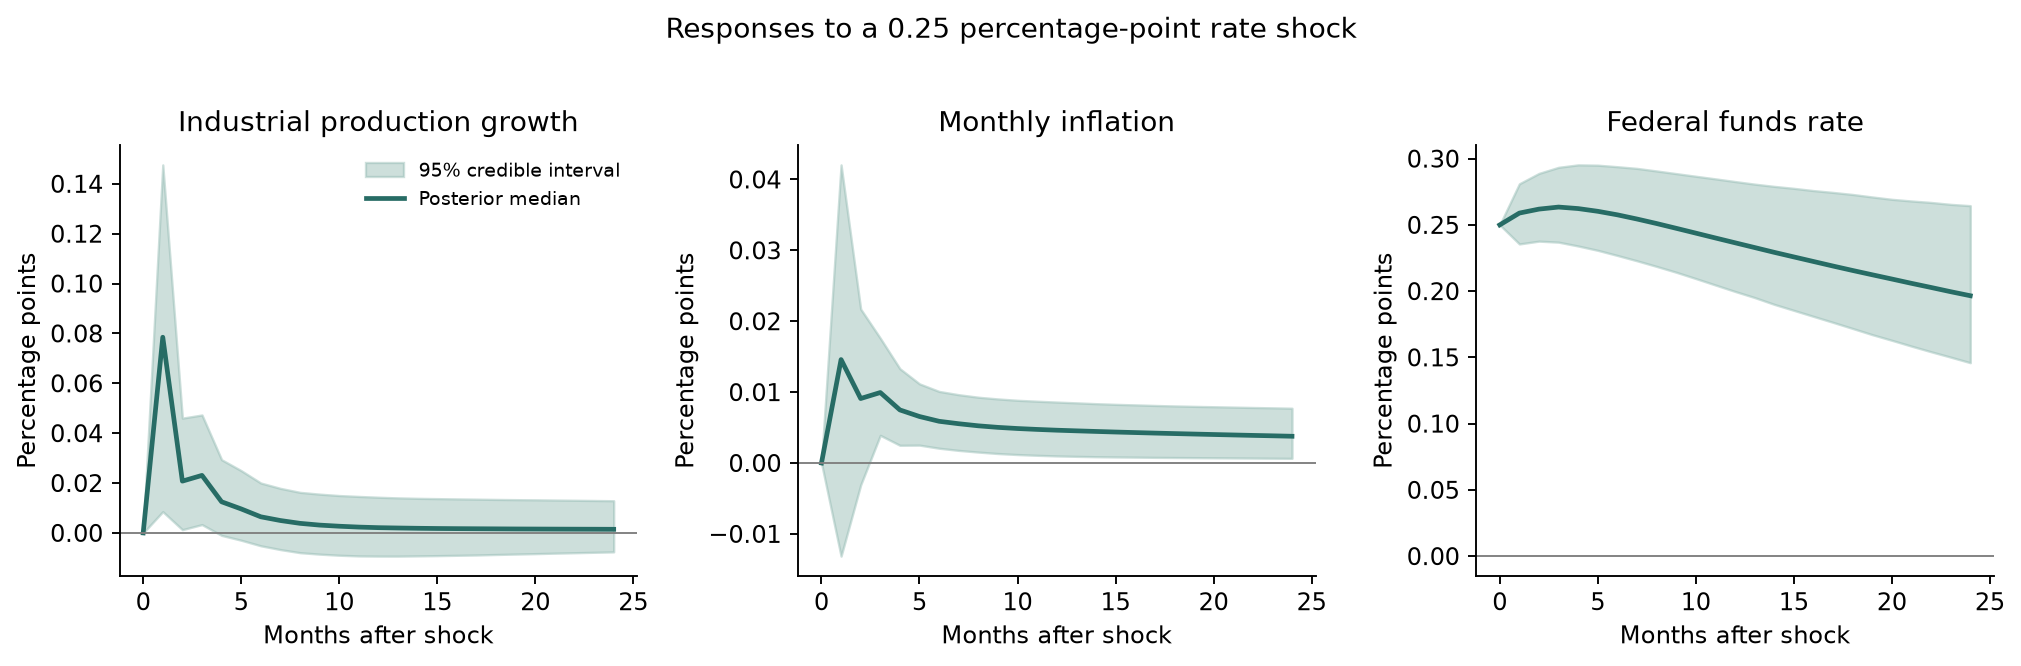 Responses to a 0.25 percentage-point rate shock
Industrial production growth
Percentage points
0.14
0.12
0.10
0.08
0.06
0.04
0.02
0.00
95% credible interval
Posterior median
0 5 10 15 20 25
Months after shock
Monthly inflation
Percentage points
0.04
0.03
0.02
0.01
0.00
−0.01
0 5 10 15 20 25
Months after shock
Federal funds rate
Percentage points
0.30
0.25
0.20
0.15
0.10
0.05
0.00
0 5 10 15 20 25
Months after shock